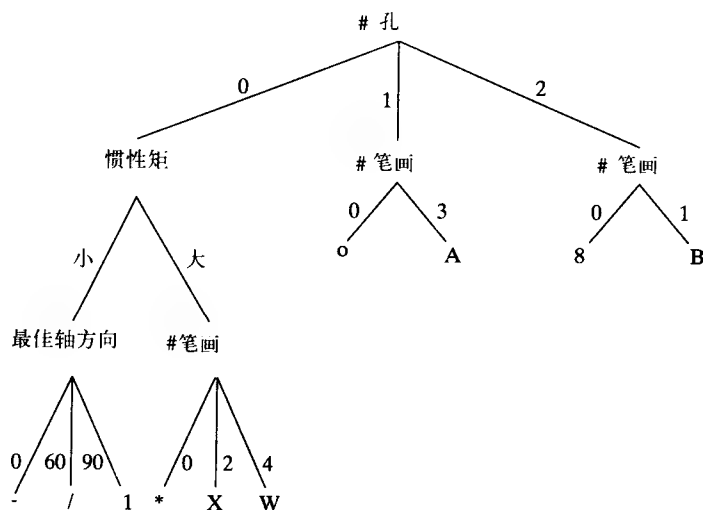 # 孔
0 1 2
惯性矩 # 笔画 # 笔画
0 3 0 1
o A 8 B
小 大
最佳轴方向 #笔画
0 60 90 0 2 4
- / 1 * X W